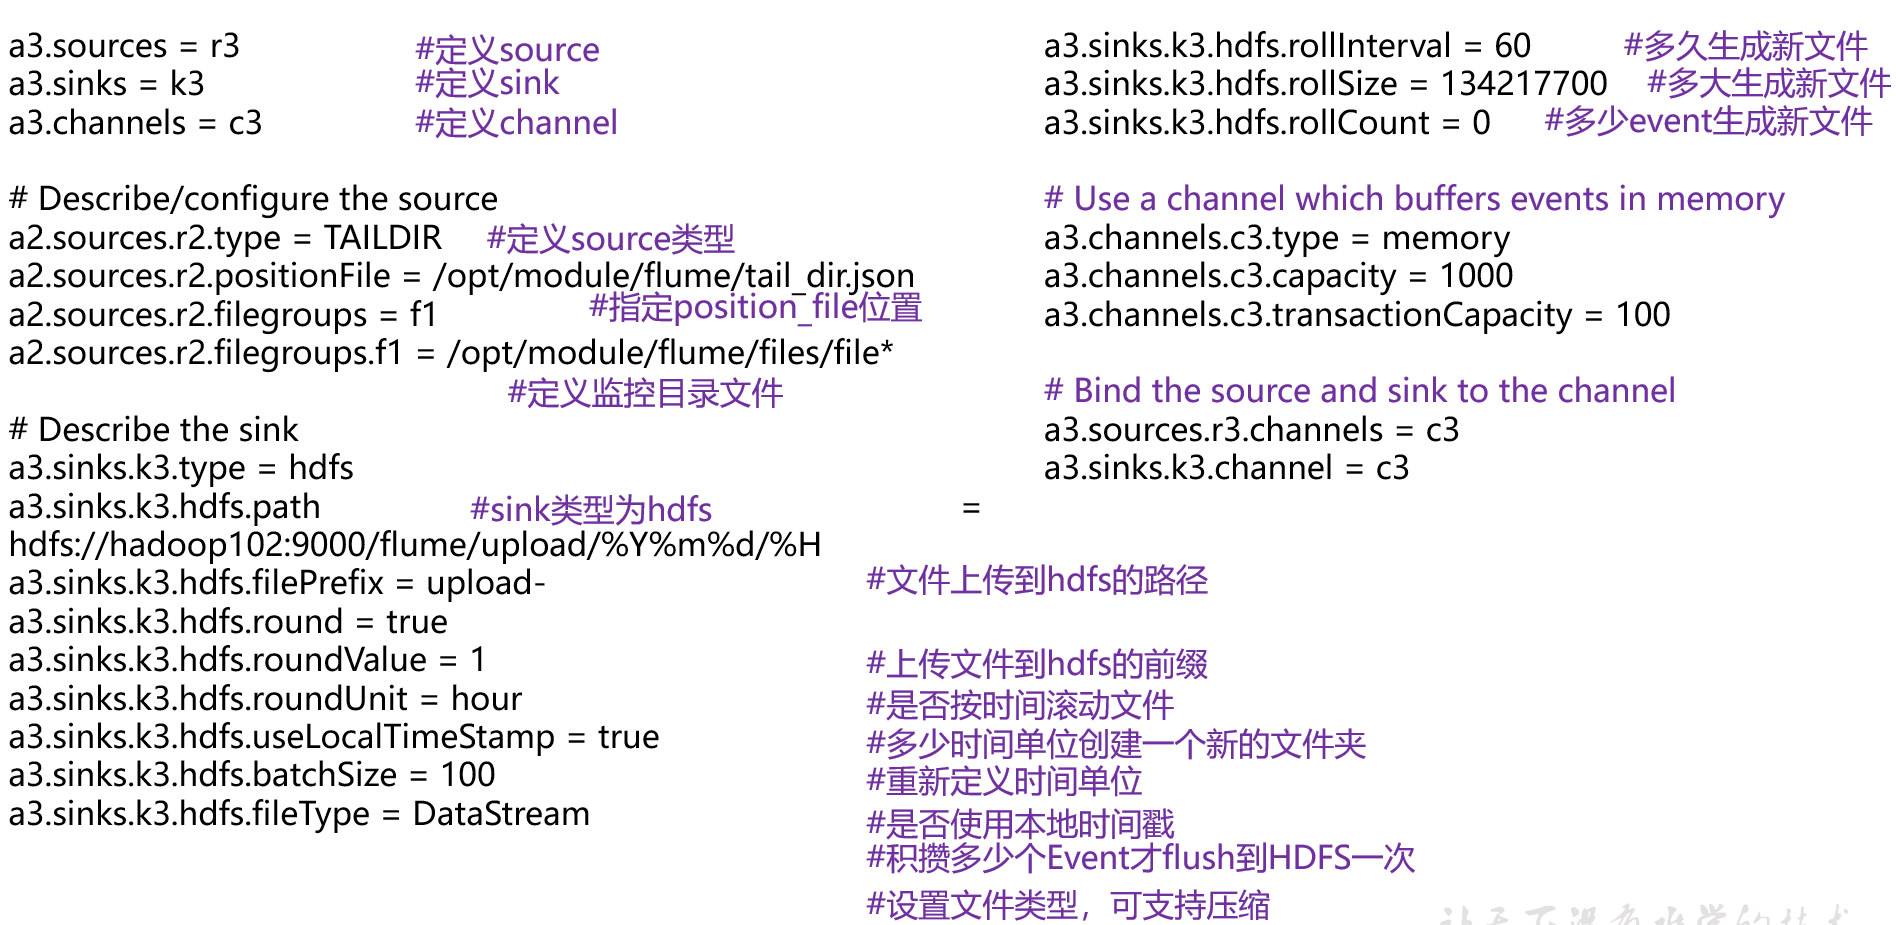 a3.sources = r3 #定义source
a3.sinks = k3 #定义sink
a3.channels = c3 #定义channel
# Describe/configure the source
a2.sources.r2.type = TAILDIR #定义source类型
a2.sources.r2.positionFile = /opt/module/flume/tail_dir.json
#指定position_file位置
a2.sources.r2.filegroups = f1
a2.sources.r2.filegroups.f1 = /opt/module/flume/files/file*
#定义监控目录文件
# Describe the sink
a3.sinks.k3.type = hdfs
a3.sinks.k3.hdfs.path #sink类型为hdfs =
hdfs://hadoop102:9000/flume/upload/%Y%m%d/%H
a3.sinks.k3.hdfs.filePrefix = upload-
a3.sinks.k3.hdfs.round = true
a3.sinks.k3.hdfs.roundValue = 1
a3.sinks.k3.hdfs.roundUnit = hour
a3.sinks.k3.hdfs.useLocalTimeStamp = true
a3.sinks.k3.hdfs.batchSize = 100
a3.sinks.k3.hdfs.fileType = DataStream
#文件上传到hdfs的路径
#上传文件到hdfs的前缀
#是否按时间滚动文件
#多少时间单位创建一个新的文件夹
#重新定义时间单位
#是否使用本地时间戳
#积攒多少个Event才flush到HDFS一次
#设置文件类型，可支持压缩
a3.sinks.k3.hdfs.rollInterval = 60 #多久生成新文件
a3.sinks.k3.hdfs.rollSize = 134217700 #多大生成新文件
a3.sinks.k3.hdfs.rollCount = 0 #多少event生成新文件
# Use a channel which buffers events in memory
a3.channels.c3.type = memory
a3.channels.c3.capacity = 1000
a3.channels.c3.transactionCapacity = 100
# Bind the source and sink to the channel
a3.sources.r3.channels = c3
a3.sinks.k3.channel = c3